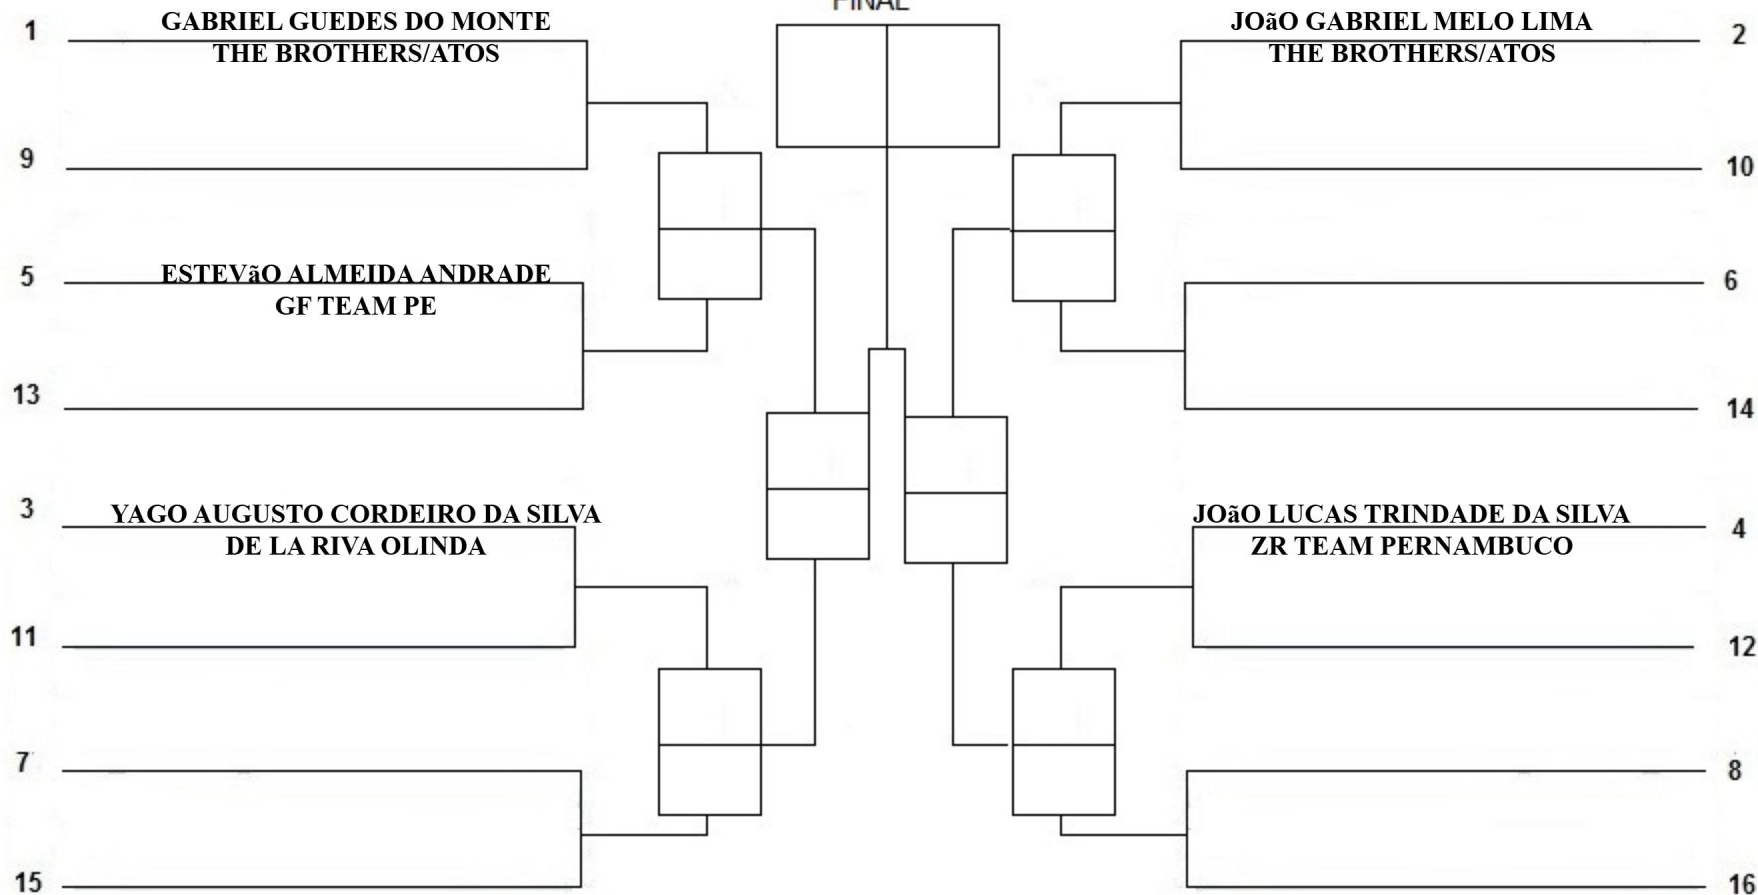 FINAL
1
GABRIEL GUEDES DO MONTE
THE BROTHERS/ATOS
9
5
ESTEVãO ALMEIDA ANDRADE
GF TEAM PE
13
3
YAGO AUGUSTO CORDEIRO DA SILVA
DE LA RIVA OLINDA
11
7
15
JOãO GABRIEL MELO LIMA
THE BROTHERS/ATOS
2
10
6
14
JOãO LUCAS TRINDADE DA SILVA
ZR TEAM PERNAMBUCO
4
12
8
16